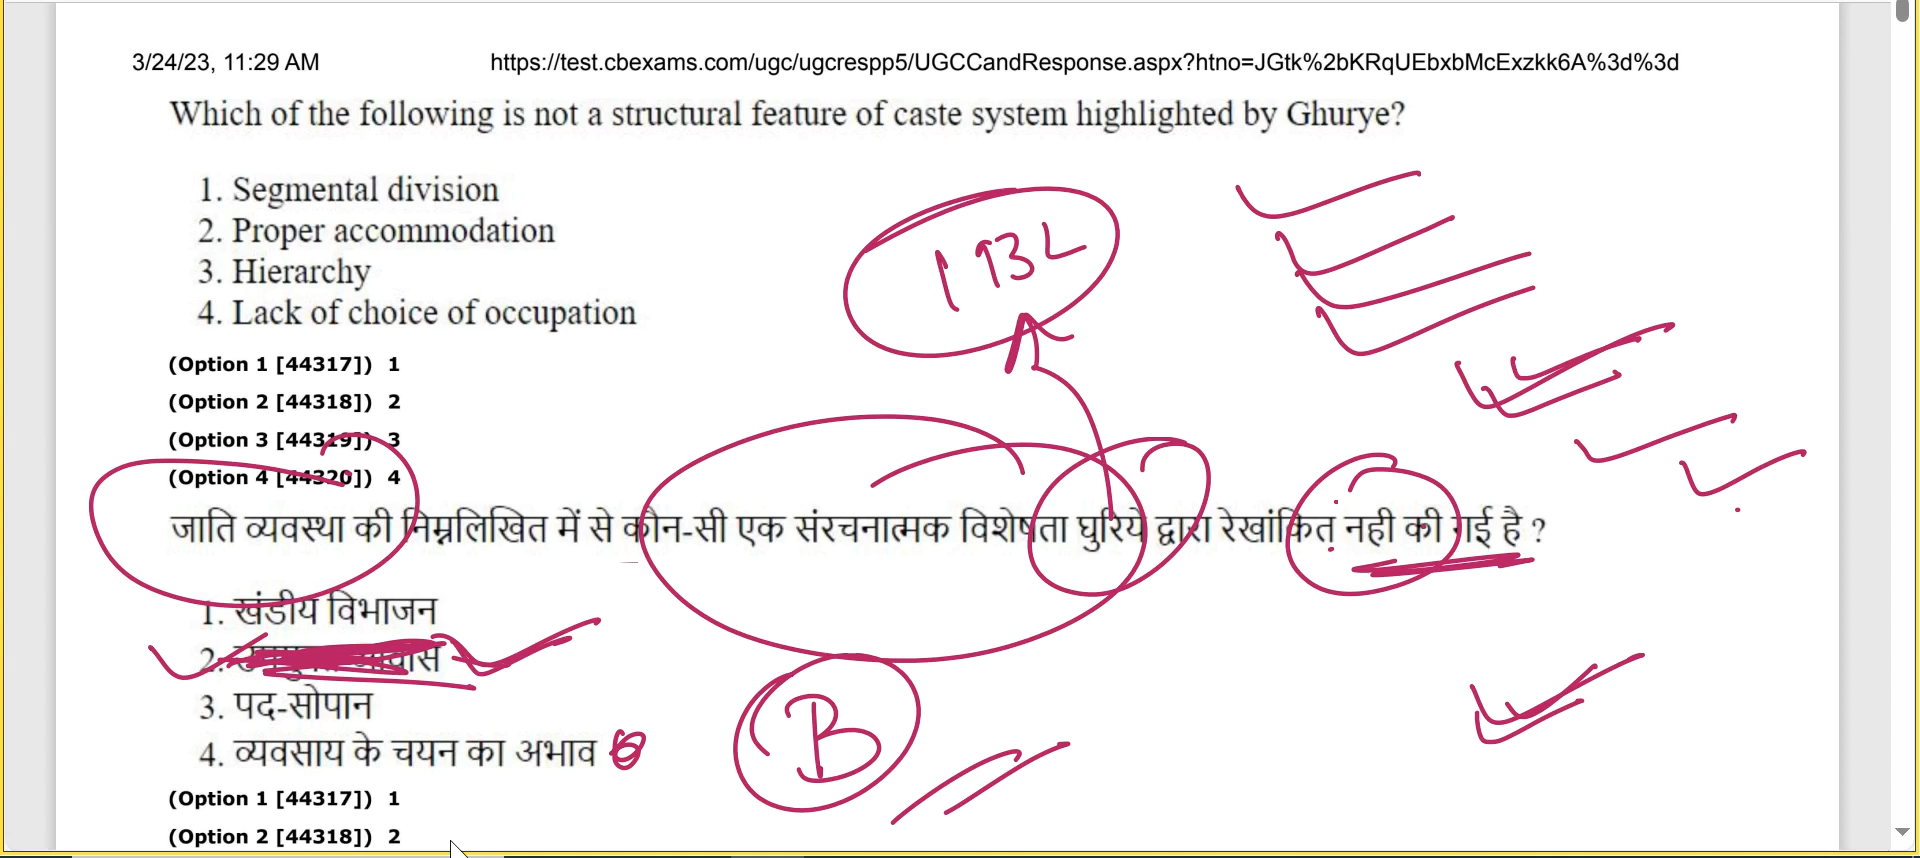 3/24/23, 11:29 AM https://test.cbexams.com/ugc/ugcrespp5/UGCCandResponse.aspx?htno=JGtk%2bKRqUEbxbMcExzkk6A%3d%3d
Which of the following is not a structural feature of caste system highlighted by Ghurye?
1. Segmental division
2. Proper accommodation
3. Hierarchy
4. Lack of choice of occupation
193
(Option 1 [44317]) 1
(Option 2 [44318]) 2
(Option 3 [44319]) 3
(Option 4 [44320]) 4
जाति व्यवस्था की निम्नलिखित में से कौन-सी एक संरचनात्मक विशेषता घुरिये द्वारा रेखांकित नही की गई है ?
1. खंडीय विभाजन
2.
3. पद-सोपान
4. व्यवसाय के चयन का अभाव
B
(Option 1 [44317]) 1
(Option 2 [44318]) 2